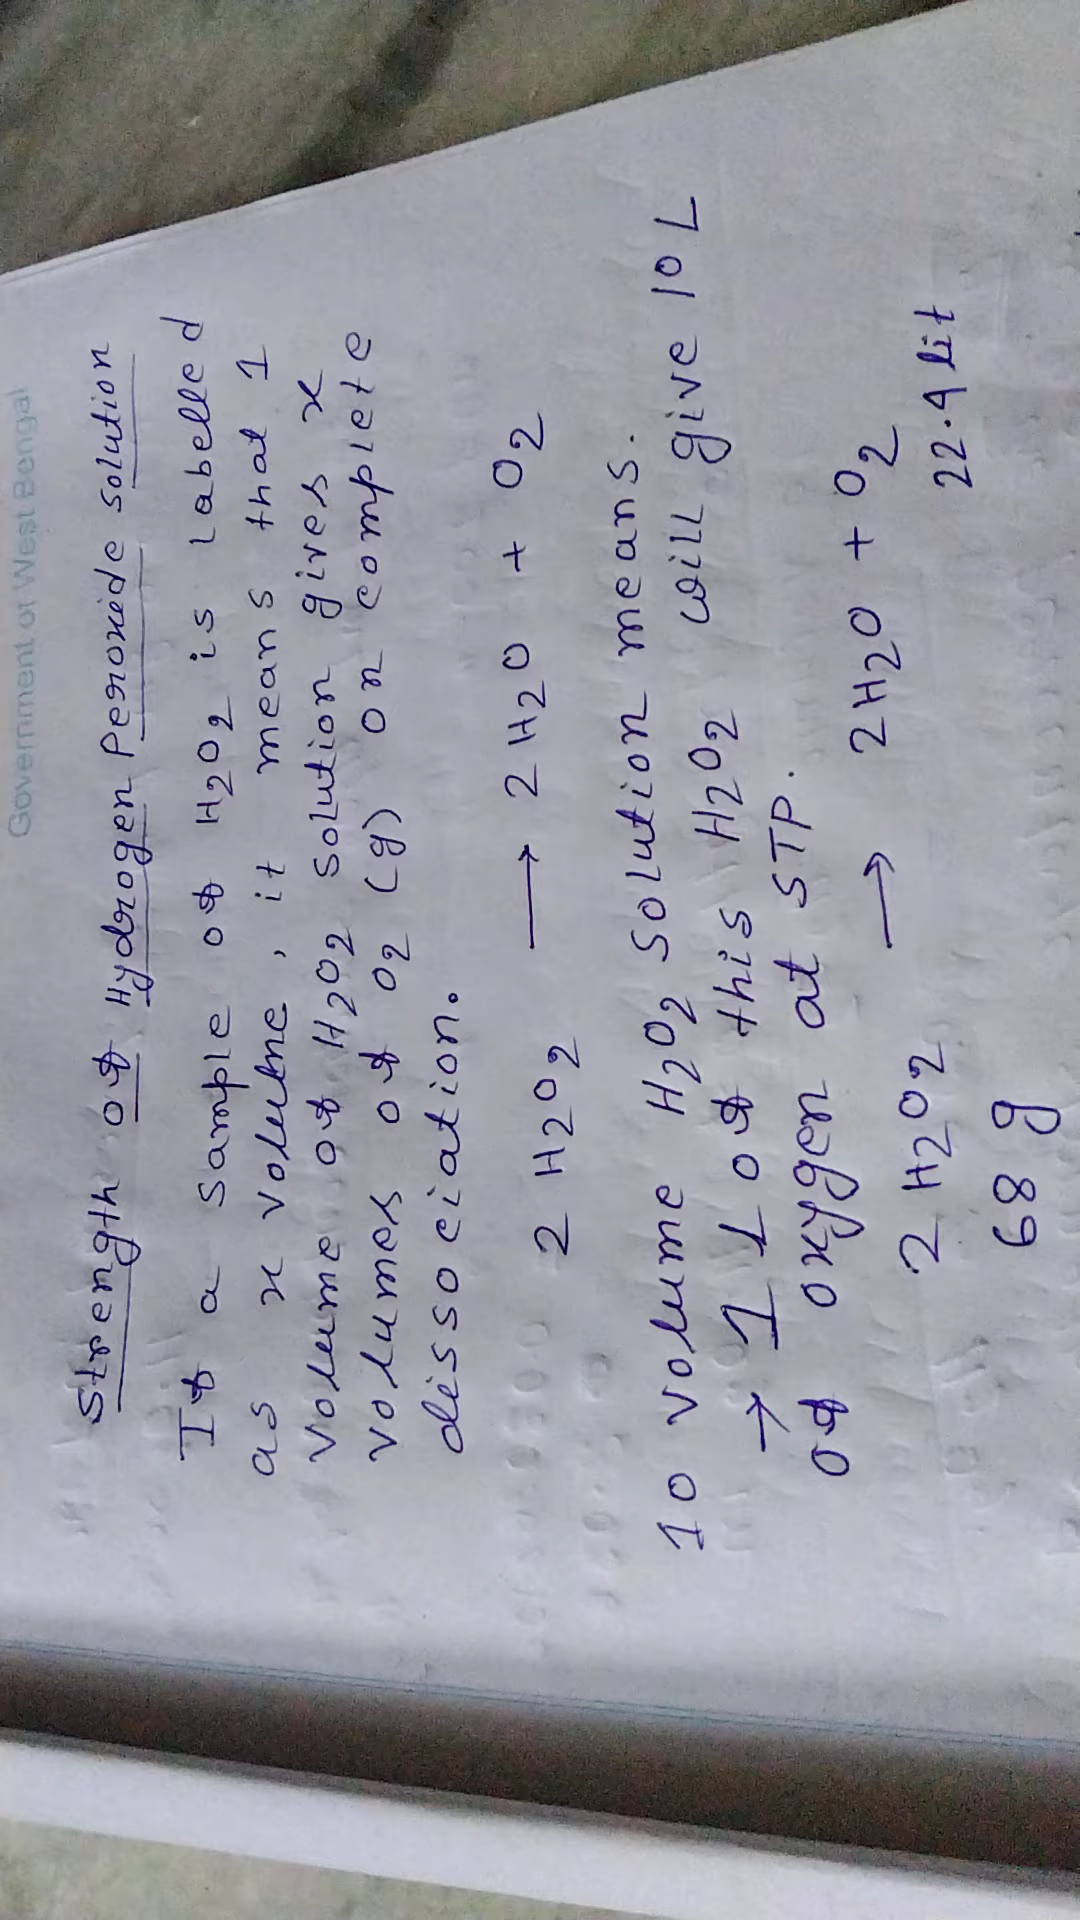 Government of West Bengal
Strength of Hydrogen Peroxide solution
If a sample of H2O2 is labelled
as x volume, it means that 1
volume of H2O2 solution gives x
volumes of O2 (g) on complete
dissociation.
2 H2O2 ⟶ 2 H2O + O2
10 volume H2O2 solution means.
→ 1 L of this H2O2 will give 10 L
of oxygen at STP.
2 H2O2 ⟶ 2H2O + O2
68 g 22.4 lit